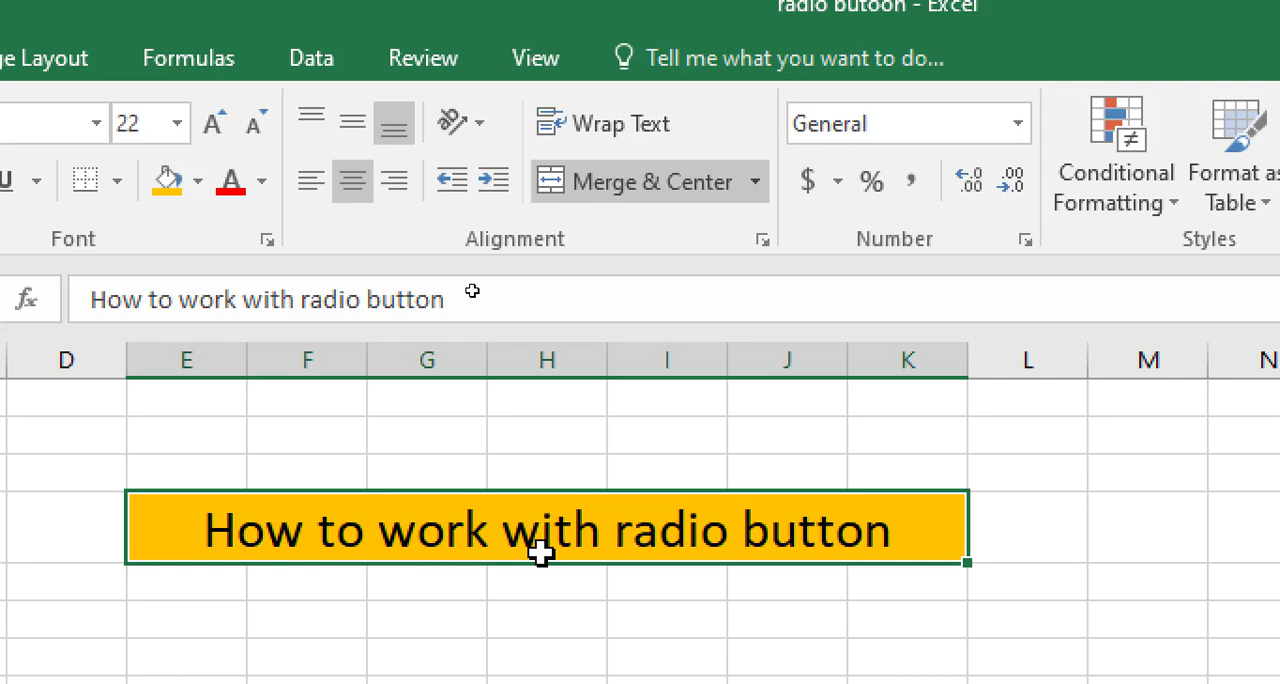 radio butoon - Excel
ge Layout Formulas Data Review View Tell me what you want to do...
22 A A Wrap Text General
U A Merge & Center $ % , .0 .00 .00 .0 Conditional Formatting Format as Table
Font Alignment Number Styles
fx How to work with radio button
D E F G H I J K L M N
How to work with radio button